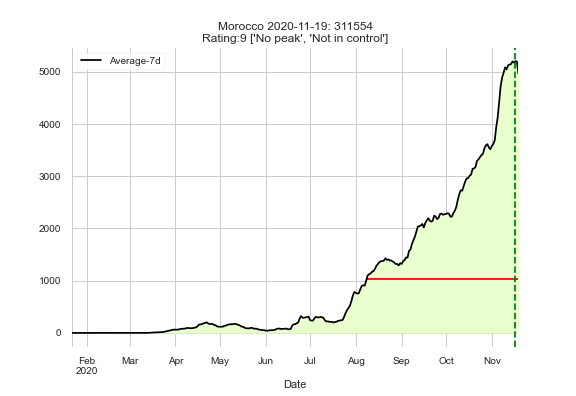 Morocco 2020-11-19: 311554
Rating:9 ['No peak', 'Not in control']
Average-7d
5000
4000
3000
2000
1000
0
Feb Mar Apr May Jun Jul Aug Sep Oct Nov
2020
Date